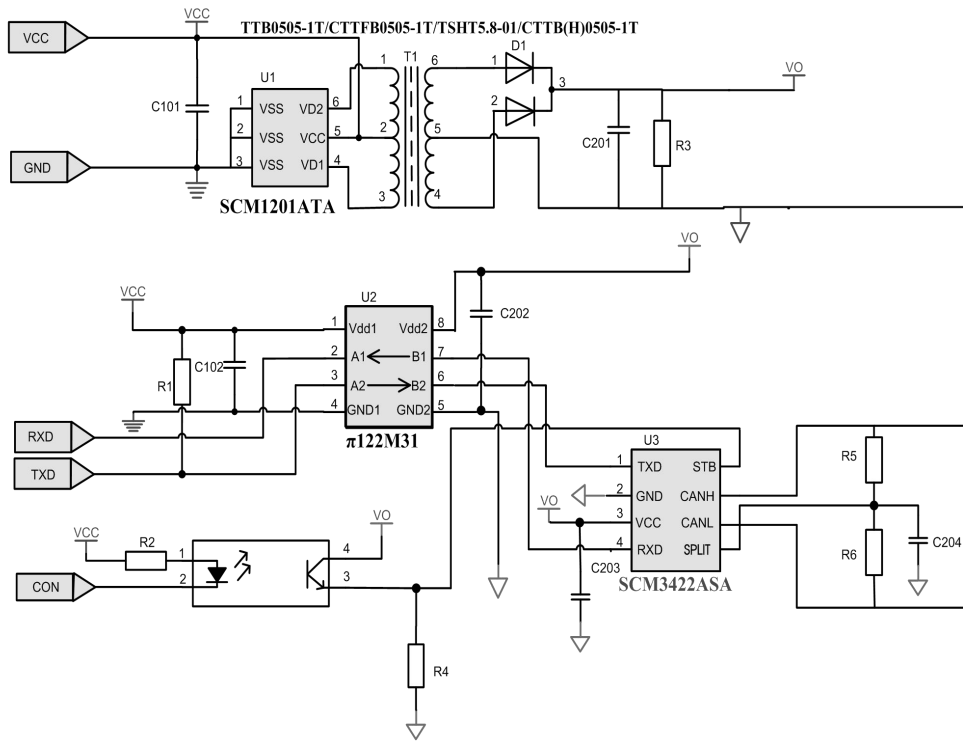 TTB0505-1T/CTTFB0505-1T/TSHT5.8-01/CTTB(H)0505-1T
VCC
VCC
C101
GND
U1
1 VSS VD2 6
2 VSS VCC 5
3 VSS VD1 4
SCM1201ATA
T1
1 6
2 5
3 4
D1
1
2
3
VO
C201
R3
VO
VCC
U2
1 Vdd1 Vdd2 8
2 A1 B1 7
3 A2 B2 6
4 GND1 GND2 5
π122M31
C202
R1
C102
RXD
TXD
U3
1 TXD STB
2 GND CANH
3 VCC CANL
4 RXD SPLIT
SCM3422ASA
VO
C203
R5
R6
C204
VCC
R2
1
2
CON
VO
4
3
R4